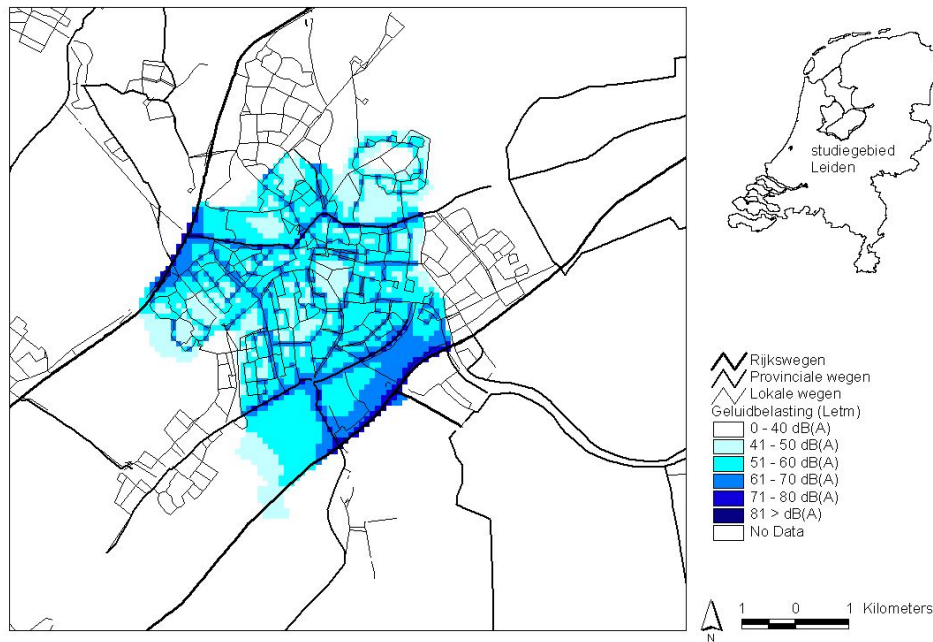 studiegebied
Leiden
Rijkswegen
Provinciale wegen
Lokale wegen
Geluidbelasting (Letm)
0 - 40 dB(A)
41 - 50 dB(A)
51 - 60 dB(A)
61 - 70 dB(A)
71 - 80 dB(A)
81 > dB(A)
No Data
N
1 0 1 Kilometers